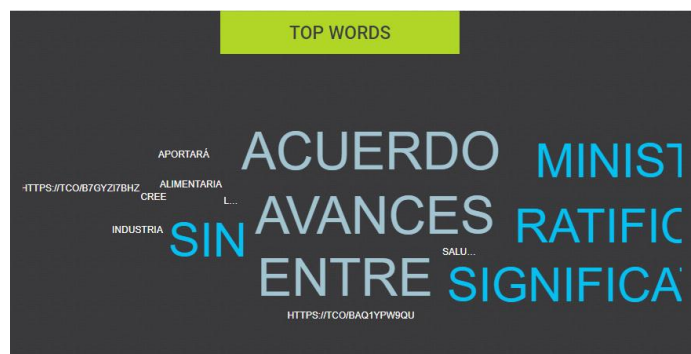 TOP WORDS
ACUERDO
MINIST
APORTARÁ
ALIMENTARIA
HTTPS://TCO/B7GYZI7BHZ
CREE
L...
AVANCES
RATIFIC
INDUSTRIA
SIN
SALU...
ENTRE
SIGNIFICAT
HTTPS://TCO/BAQ1YPW9QU